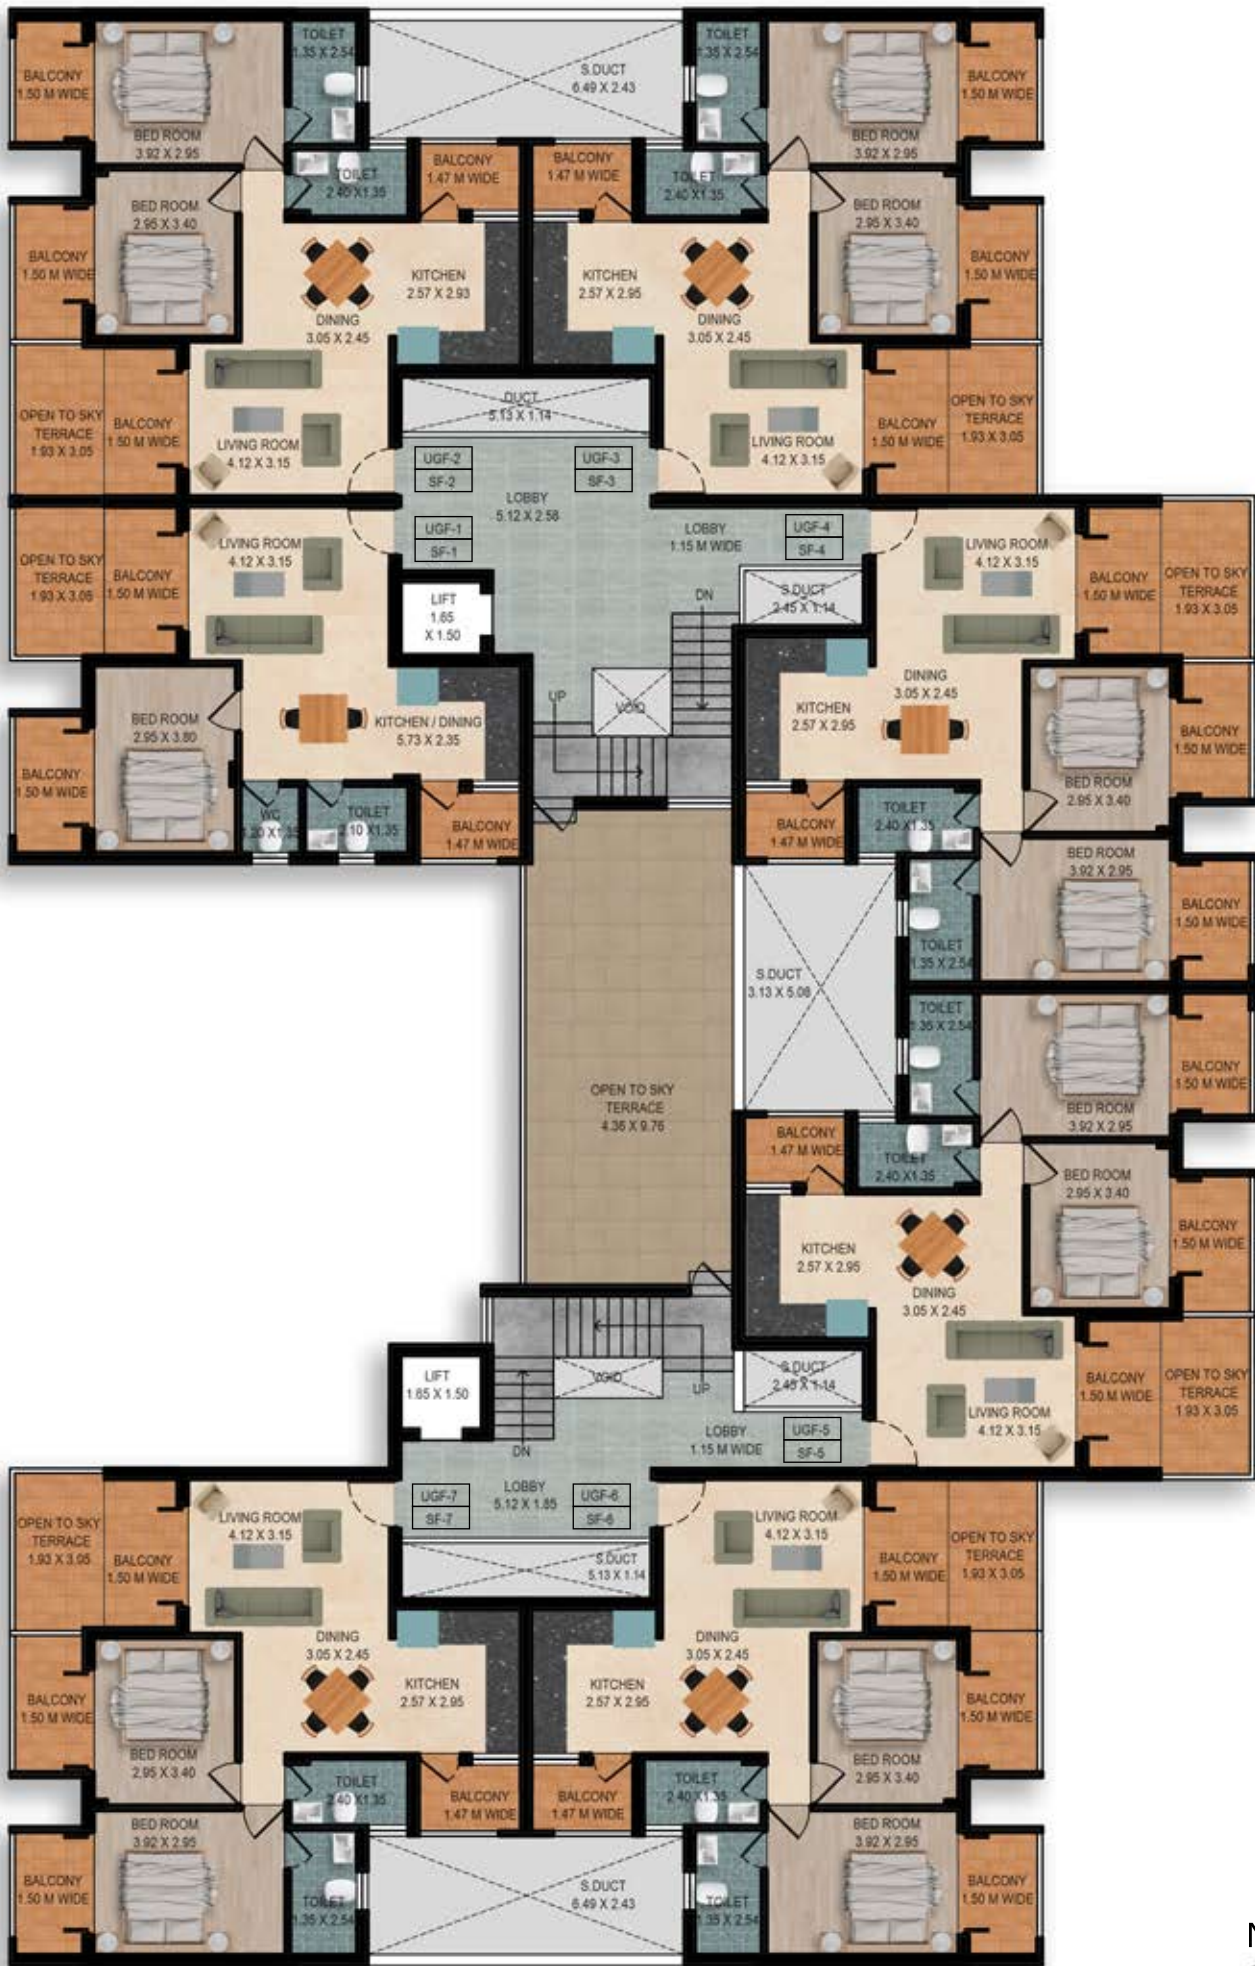 TOILET
1.35 X 2.54
TOILET
1.35 X 2.54
BALCONY
1.50 M WIDE
S.DUCT
6.49 X 2.43
BALCONY
1.50 M WIDE
BED ROOM
3.92 X 2.95
BED ROOM
3.92 X 2.95
TOILET
2.40 X1.35
BALCONY
1.47 M WIDE
BALCONY
1.47 M WIDE
TOILET
2.40 X1.35
BED ROOM
2.95 X 3.40
BED ROOM
2.95 X 3.40
BALCONY
1.50 M WIDE
KITCHEN
2.57 X 2.93
KITCHEN
2.57 X 2.95
BALCONY
1.50 M WIDE
DINING
3.05 X 2.45
DINING
3.05 X 2.45
DUCT
5.13 X 1.14
OPEN TO SKY
TERRACE
1.93 X 3.05
BALCONY
1.50 M WIDE
LIVING ROOM
4.12 X 3.15
LIVING ROOM
4.12 X 3.15
BALCONY
1.50 M WIDE
OPEN TO SKY
TERRACE
1.93 X 3.05
UGF-2
SF-2
UGF-3
SF-3
LOBBY
5.12 X 2.58
UGF-1
SF-1
LOBBY
1.15 M WIDE
UGF-4
SF-4
OPEN TO SKY
TERRACE
1.93 X 3.05
BALCONY
1.50 M WIDE
LIVING ROOM
4.12 X 3.15
LIVING ROOM
4.12 X 3.15
BALCONY
1.50 M WIDE
OPEN TO SKY
TERRACE
1.93 X 3.05
LIFT
1.65
X 1.50
DN
S.DUCT
2.45 X 1.14
UP
VOID
DINING
3.05 X 2.45
BED ROOM
2.95 X 3.80
KITCHEN / DINING
5.73 X 2.35
KITCHEN
2.57 X 2.95
BALCONY
1.50 M WIDE
BALCONY
1.50 M WIDE
BED ROOM
2.95 X 3.40
WC
1.20 X1.35
TOILET
2.10 X1.35
BALCONY
1.47 M WIDE
BALCONY
1.47 M WIDE
TOILET
2.40 X1.35
BED ROOM
3.92 X 2.95
BALCONY
1.50 M WIDE
TOILET
1.35 X 2.54
S.DUCT
3.13 X 5.08
TOILET
1.35 X 2.54
BALCONY
1.50 M WIDE
OPEN TO SKY
TERRACE
4.36 X 9.76
BED ROOM
3.92 X 2.95
BALCONY
1.47 M WIDE
TOILET
2.40 X1.35
BED ROOM
2.95 X 3.40
BALCONY
1.50 M WIDE
KITCHEN
2.57 X 2.95
DINING
3.05 X 2.45
LIFT
1.65 X 1.50
VOID
UP
S.DUCT
2.45 X 1.14
BALCONY
1.50 M WIDE
OPEN TO SKY
TERRACE
1.93 X 3.05
LIVING ROOM
4.12 X 3.15
LOBBY
1.15 M WIDE
UGF-5
SF-5
DN
LOBBY
5.12 X 1.85
UGF-7
SF-7
UGF-6
SF-6
OPEN TO SKY
TERRACE
1.93 X 3.05
BALCONY
1.50 M WIDE
LIVING ROOM
4.12 X 3.15
LIVING ROOM
4.12 X 3.15
BALCONY
1.50 M WIDE
OPEN TO SKY
TERRACE
1.93 X 3.05
S.DUCT
5.13 X 1.14
DINING
3.05 X 2.45
DINING
3.05 X 2.45
KITCHEN
2.57 X 2.95
KITCHEN
2.57 X 2.95
BALCONY
1.50 M WIDE
BALCONY
1.50 M WIDE
BED ROOM
2.95 X 3.40
BED ROOM
2.95 X 3.40
TOILET
2.40 X1.35
BALCONY
1.47 M WIDE
BALCONY
1.47 M WIDE
TOILET
2.40 X1.35
BED ROOM
3.92 X 2.95
BED ROOM
3.92 X 2.95
BALCONY
1.50 M WIDE
S.DUCT
6.49 X 2.43
BALCONY
1.50 M WIDE
TOILET
1.35 X 2.54
TOILET
1.35 X 2.54